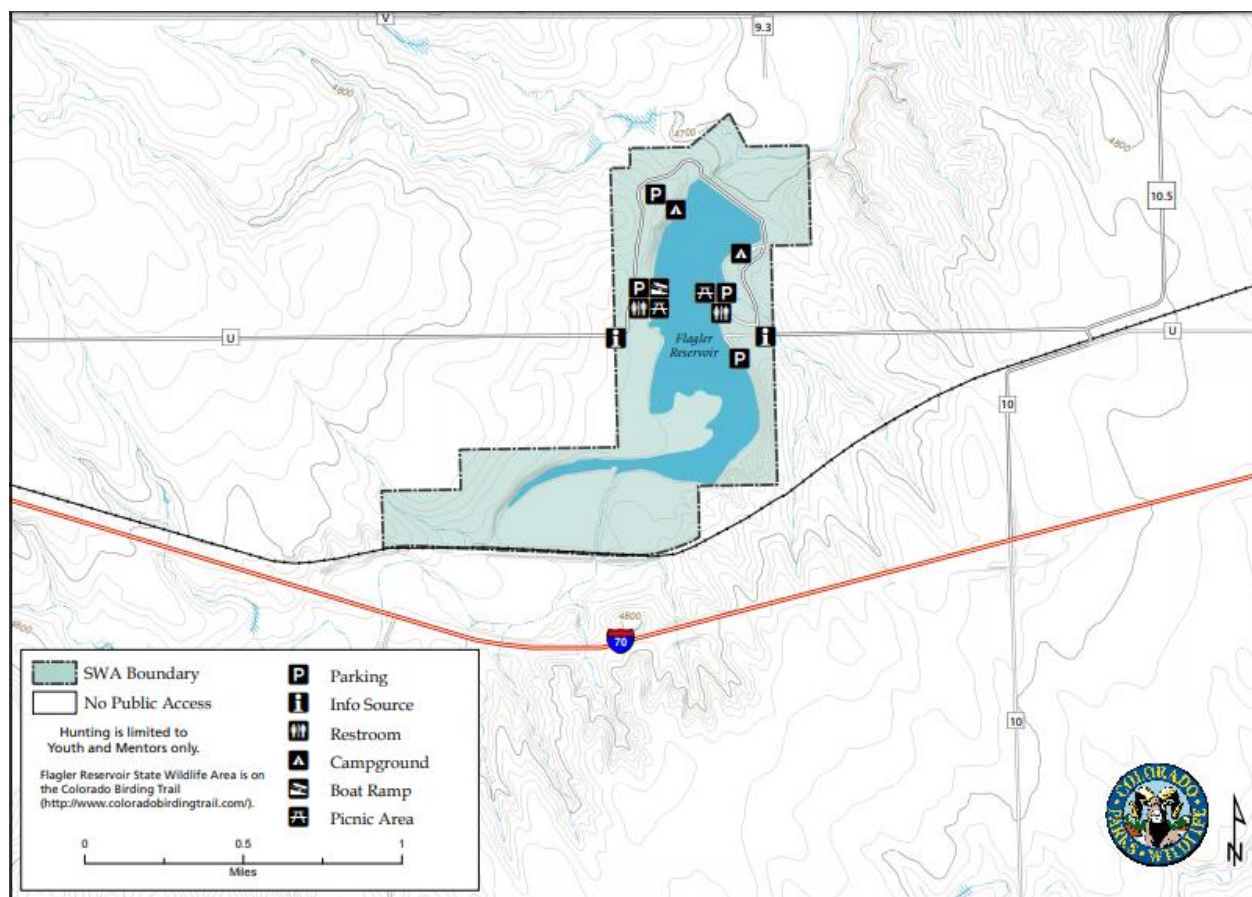 V
9.3
4800
4700
4800
10.5
U
Flagler
Reservoir
U
10
4800
70
4800
10
SWA Boundary
No Public Access
Hunting is limited to
Youth and Mentors only.
Flagler Reservoir State Wildlife Area is on
the Colorado Birding Trail
(http://www.coloradobirdingtrail.com/).
0 0.5 1
Miles
P Parking
i Info Source
Restroom
Campground
Boat Ramp
Picnic Area
P
P
P
P
i
i
COLORADO
PARKS & WILDLIFE
N